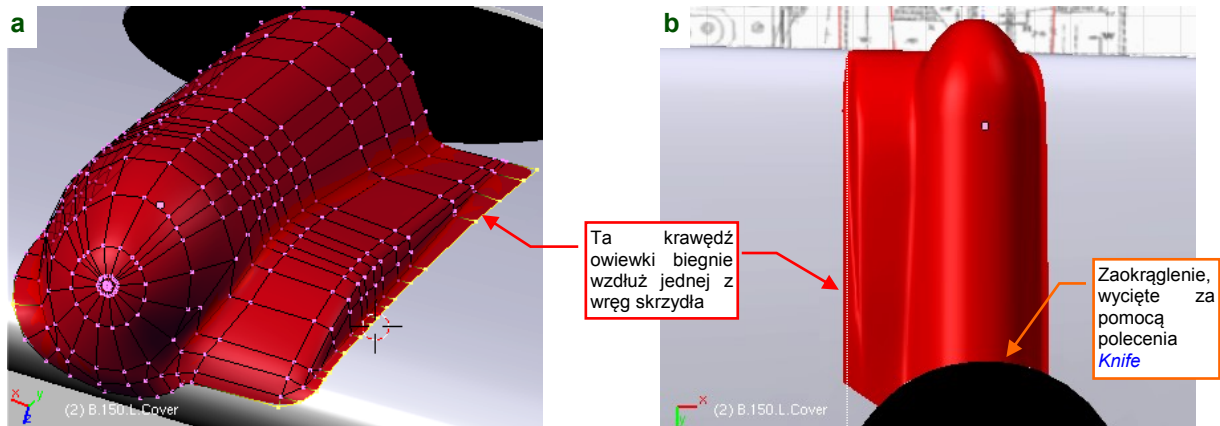 a
b
Ta krawędź
owiewki biegnie
wzdłuż jednej z
wręg skrzydła
Zaokrąglenie,
wycięte za
pomocą
polecenia
Knife
x y
z
(2) B.150.L.Cover
x
y
(2) B.150.L.Cover